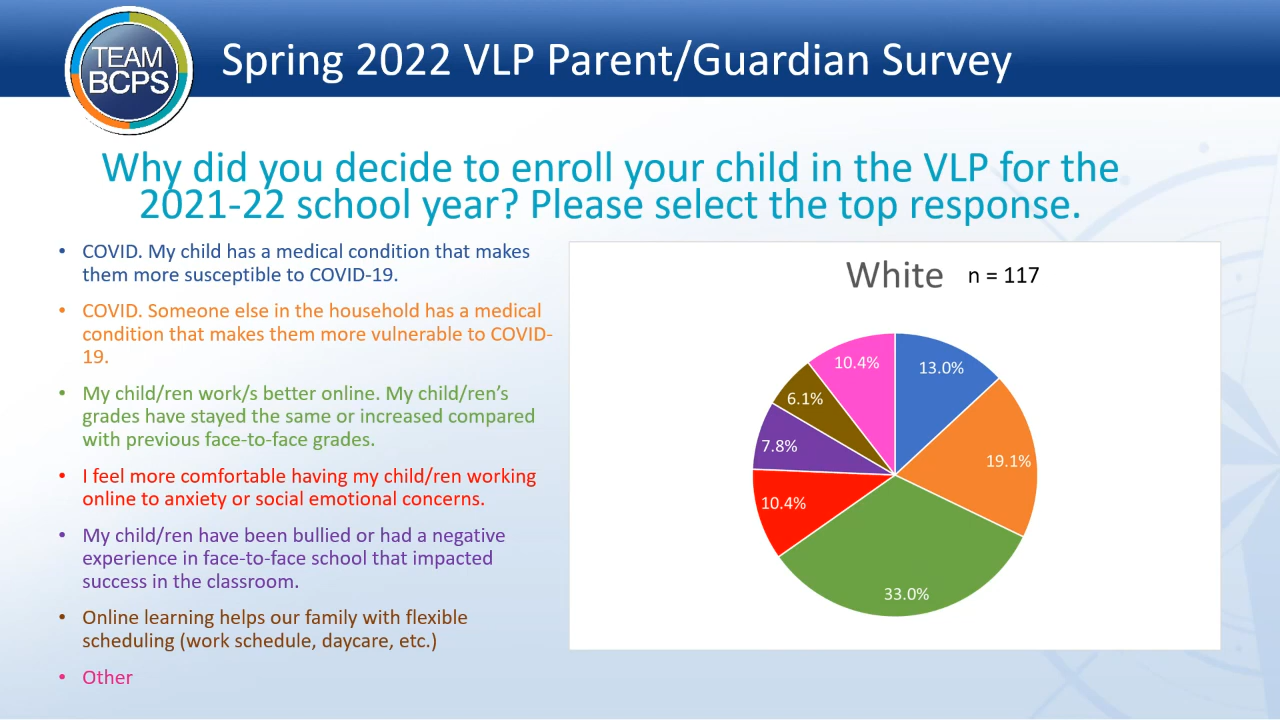 TEAM
BCPS
Spring 2022 VLP Parent/Guardian Survey
Why did you decide to enroll your child in the VLP for the
2021-22 school year? Please select the top response.
• COVID. My child has a medical condition that makes
them more susceptible to COVID-19.
• COVID. Someone else in the household has a medical
condition that makes them more vulnerable to COVID-
19.
• My child/ren work/s better online. My child/ren’s
grades have stayed the same or increased compared
with previous face-to-face grades.
• I feel more comfortable having my child/ren working
online to anxiety or social emotional concerns.
• My child/ren have been bullied or had a negative
experience in face-to-face school that impacted
success in the classroom.
• Online learning helps our family with flexible
scheduling (work schedule, daycare, etc.)
• Other
White n = 117
10.4%
13.0%
6.1%
7.8%
19.1%
10.4%
33.0%